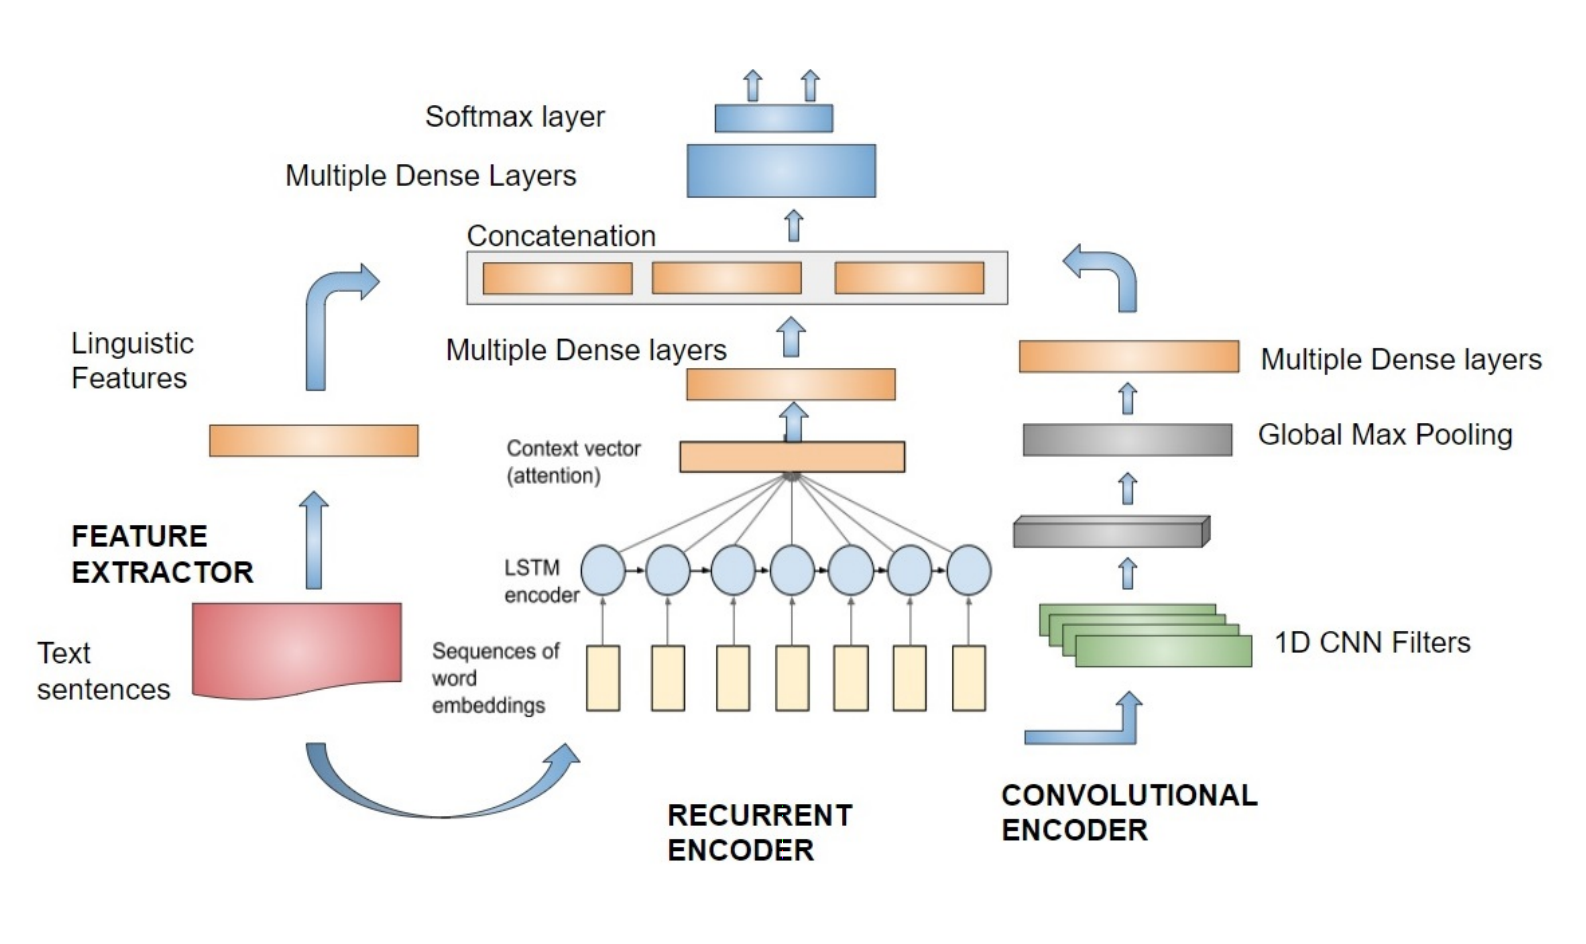 Softmax layer
Multiple Dense Layers
Concatenation
Linguistic
Features
Multiple Dense layers
Multiple Dense layers
Context vector
(attention)
Global Max Pooling
FEATURE
EXTRACTOR
LSTM
encoder
Text
sentences
Sequences of
word
embeddings
1D CNN Filters
RECURRENT
ENCODER
CONVOLUTIONAL
ENCODER